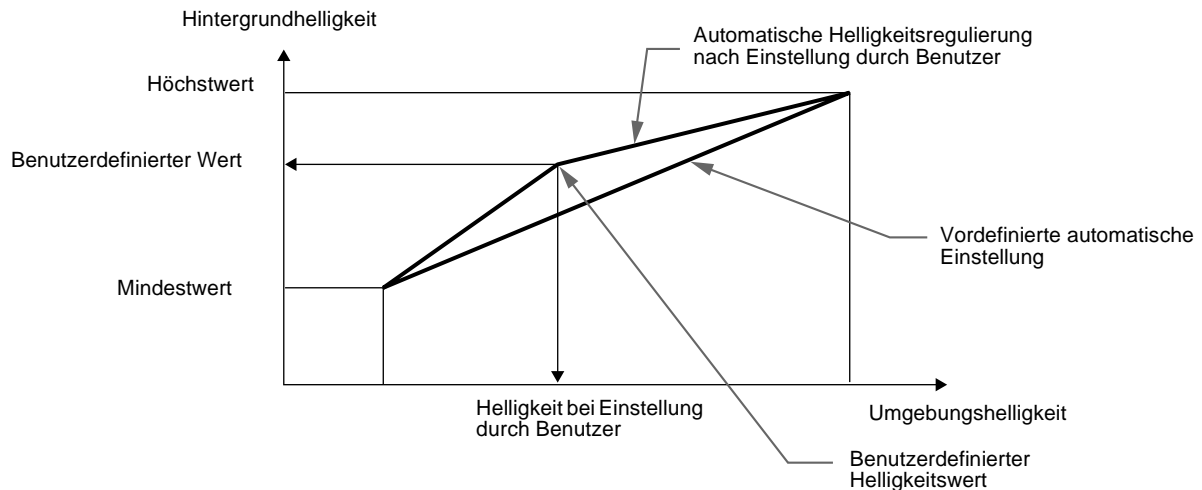 Hintergrundhelligkeit
Automatische Helligkeitsregulierung
nach Einstellung durch Benutzer
Höchstwert
Benutzerdefinierter Wert
Vordefinierte automatische
Einstellung
Mindestwert
Helligkeit bei Einstellung
durch Benutzer
Umgebungshelligkeit
Benutzerdefinierter
Helligkeitswert